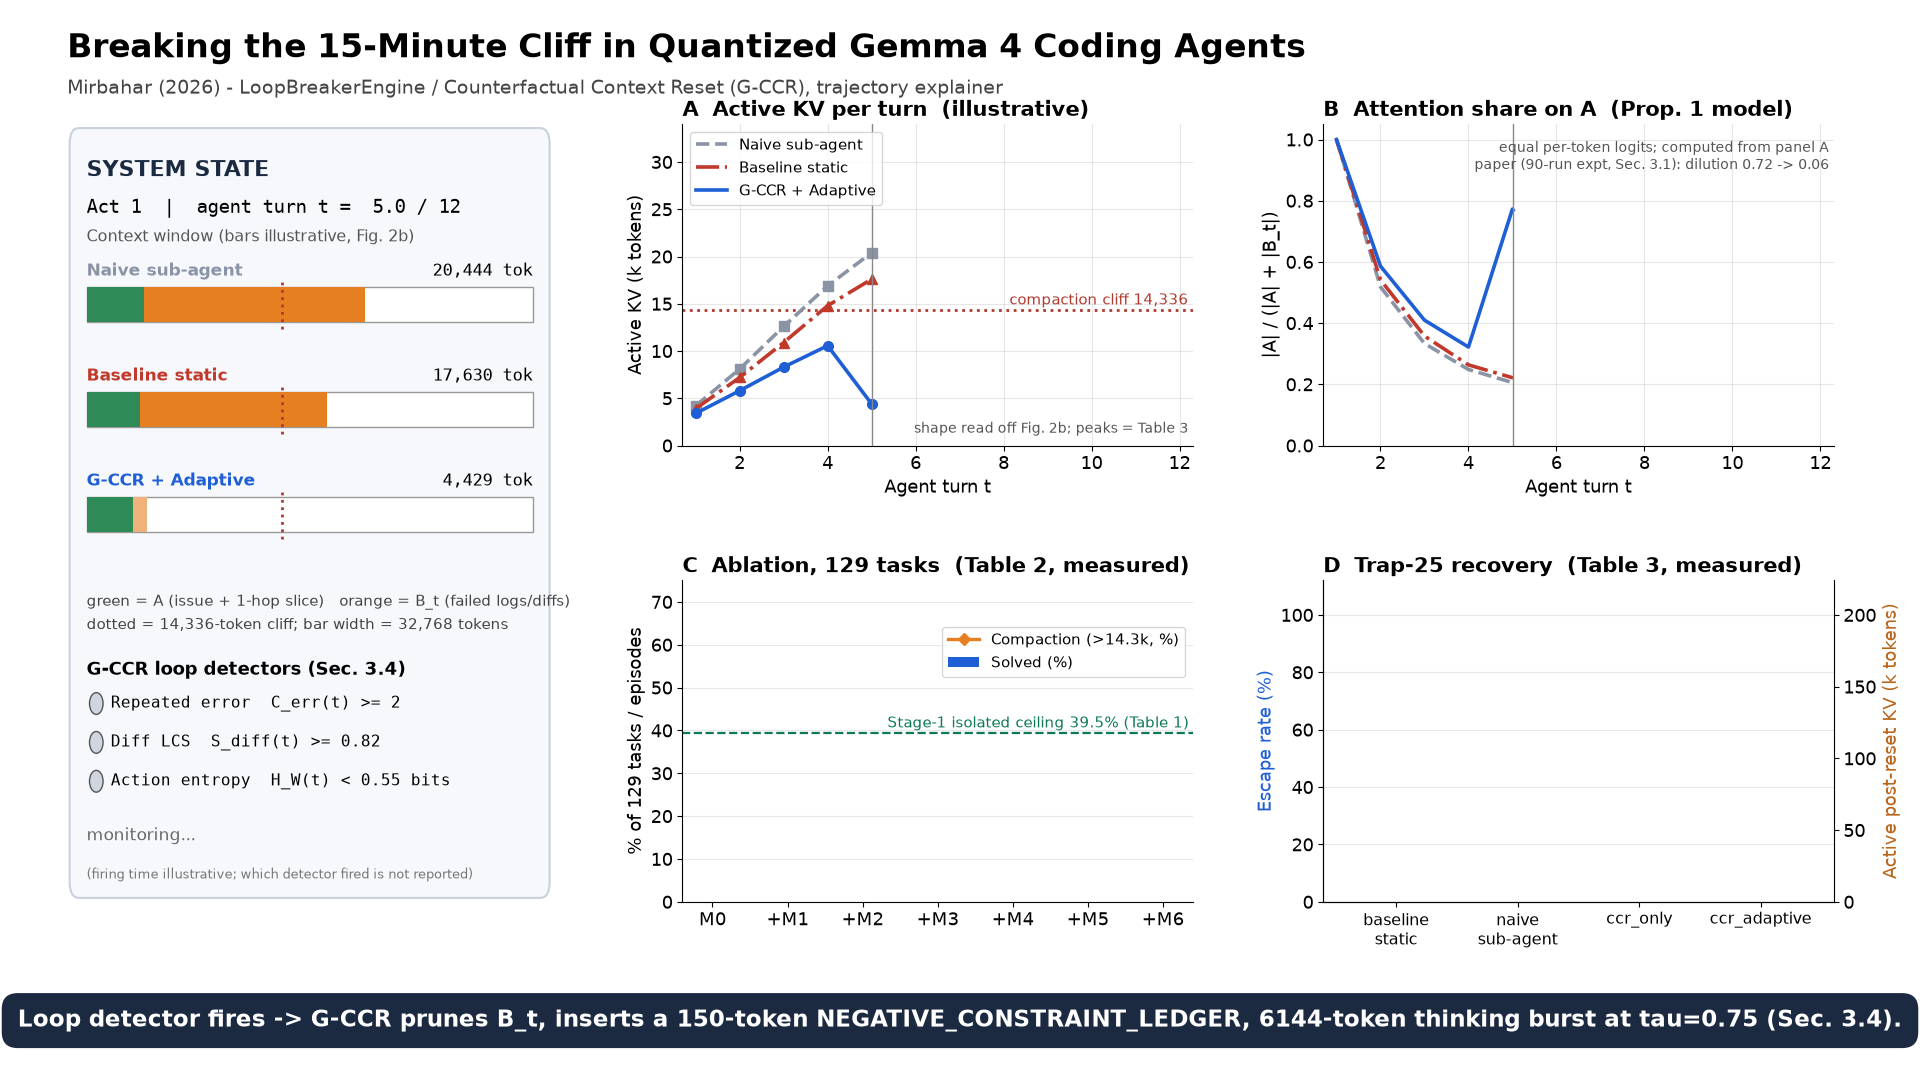 Breaking the 15-Minute Cliff in Quantized Gemma 4 Coding Agents
Mirbahar (2026) - LoopBreakerEngine / Counterfactual Context Reset (G-CCR), trajectory explainer
SYSTEM STATE
Act 1 | agent turn t = 5.0 / 12
Context window (bars illustrative, Fig. 2b)
Naive sub-agent 20,444 tok
Baseline static 17,630 tok
G-CCR + Adaptive 4,429 tok
green = A (issue + 1-hop slice) orange = B_t (failed logs/diffs)
dotted = 14,336-token cliff; bar width = 32,768 tokens
G-CCR loop detectors (Sec. 3.4)
Repeated error C_err(t) >= 2
Diff LCS S_diff(t) >= 0.82
Action entropy H_W(t) < 0.55 bits
monitoring...
(firing time illustrative; which detector fired is not reported)
A Active KV per turn (illustrative)
Naive sub-agent
Baseline static
G-CCR + Adaptive
compaction cliff 14,336
shape read off Fig. 2b; peaks = Table 3
Active KV (k tokens)
30
25
20
15
10
5
0
2 4 6 8 10 12
Agent turn t
B Attention share on A (Prop. 1 model)
equal per-token logits; computed from panel A
paper (90-run expt, Sec. 3.1): dilution 0.72 -> 0.06
|A| / (|A| + |B_t|)
1.0
0.8
0.6
0.4
0.2
0.0
2 4 6 8 10 12
Agent turn t
C Ablation, 129 tasks (Table 2, measured)
Compaction (>14.3k, %)
Solved (%)
Stage-1 isolated ceiling 39.5% (Table 1)
% of 129 tasks / episodes
70
60
50
40
30
20
10
0
M0 +M1 +M2 +M3 +M4 +M5 +M6
D Trap-25 recovery (Table 3, measured)
Escape rate (%)
100
80
60
40
20
0
200
150
100
50
0
Active post-reset KV (k tokens)
baseline static
naive sub-agent
ccr_only
ccr_adaptive
Loop detector fires -> G-CCR prunes B_t, inserts a 150-token NEGATIVE_CONSTRAINT_LEDGER, 6144-token thinking burst at tau=0.75 (Sec. 3.4).